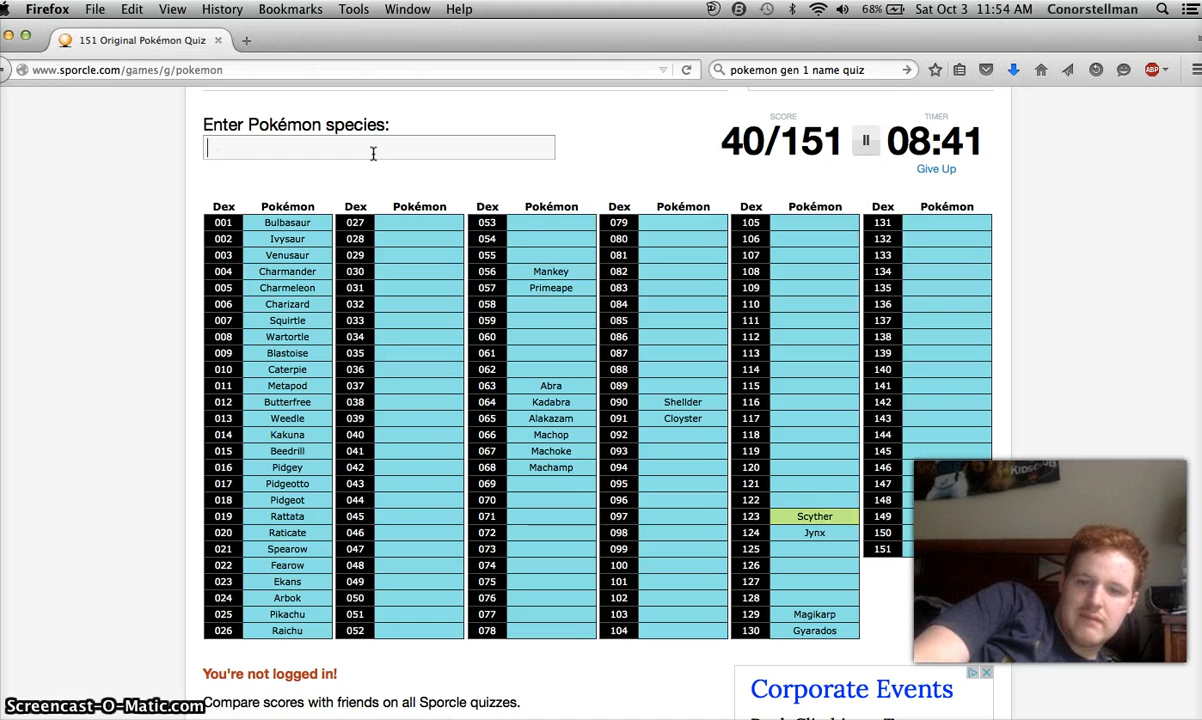 Firefox File Edit View History Bookmarks Tools Window Help 68% Sat Oct 3 11:54 AM Conorstellman
151 Original Pokémon Quiz
www.sporcle.com/games/g/pokemon pokemon gen 1 name quiz ABP
Enter Pokémon species:
SCORE TIMER
40/151 08:41
Give Up
Dex Pokémon Dex Pokémon Dex Pokémon Dex Pokémon Dex Pokémon Dex Pokémon
001 Bulbasaur 027 053 079 105 131
002 Ivysaur 028 054 080 106 132
003 Venusaur 029 055 081 107 133
004 Charmander 030 056 Mankey 082 108 134
005 Charmeleon 031 057 Primeape 083 109 135
006 Charizard 032 058 084 110 136
007 Squirtle 033 059 085 111 137
008 Wartortle 034 060 086 112 138
009 Blastoise 035 061 087 113 139
010 Caterpie 036 062 088 114 140
011 Metapod 037 063 Abra 089 115 141
012 Butterfree 038 064 Kadabra 090 Shellder 116 142
013 Weedle 039 065 Alakazam 091 Cloyster 117 143
014 Kakuna 040 066 Machop 092 118 144
015 Beedrill 041 067 Machoke 093 119 145
016 Pidgey 042 068 Machamp 094 120 146
017 Pidgeotto 043 069 095 121 147
018 Pidgeot 044 070 096 122 148
019 Rattata 045 071 097 123 Scyther 149
020 Raticate 046 072 098 124 Jynx 150
021 Spearow 047 073 099 125 151
022 Fearow 048 074 100 126
023 Ekans 049 075 101 127
024 Arbok 050 076 102 128
025 Pikachu 051 077 103 129 Magikarp
026 Raichu 052 078 104 130 Gyarados
You're not logged in!
Compare scores with friends on all Sporcle quizzes.
Corporate Events
Screencast-O-Matic.com